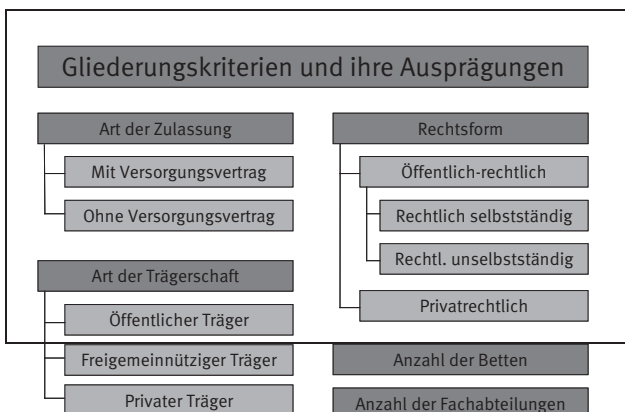 Gliederungskriterien und ihre Ausprägungen
Art der Zulassung
Mit Versorgungsvertrag
Ohne Versorgungsvertrag
Art der Trägerschaft
Öffentlicher Träger
Freigemeinnütziger Träger
Privater Träger
Rechtsform
Öffentlich-rechtlich
Rechtlich selbstständig
Rechtl. unselbstständig
Privatrechtlich
Anzahl der Betten
Anzahl der Fachabteilungen